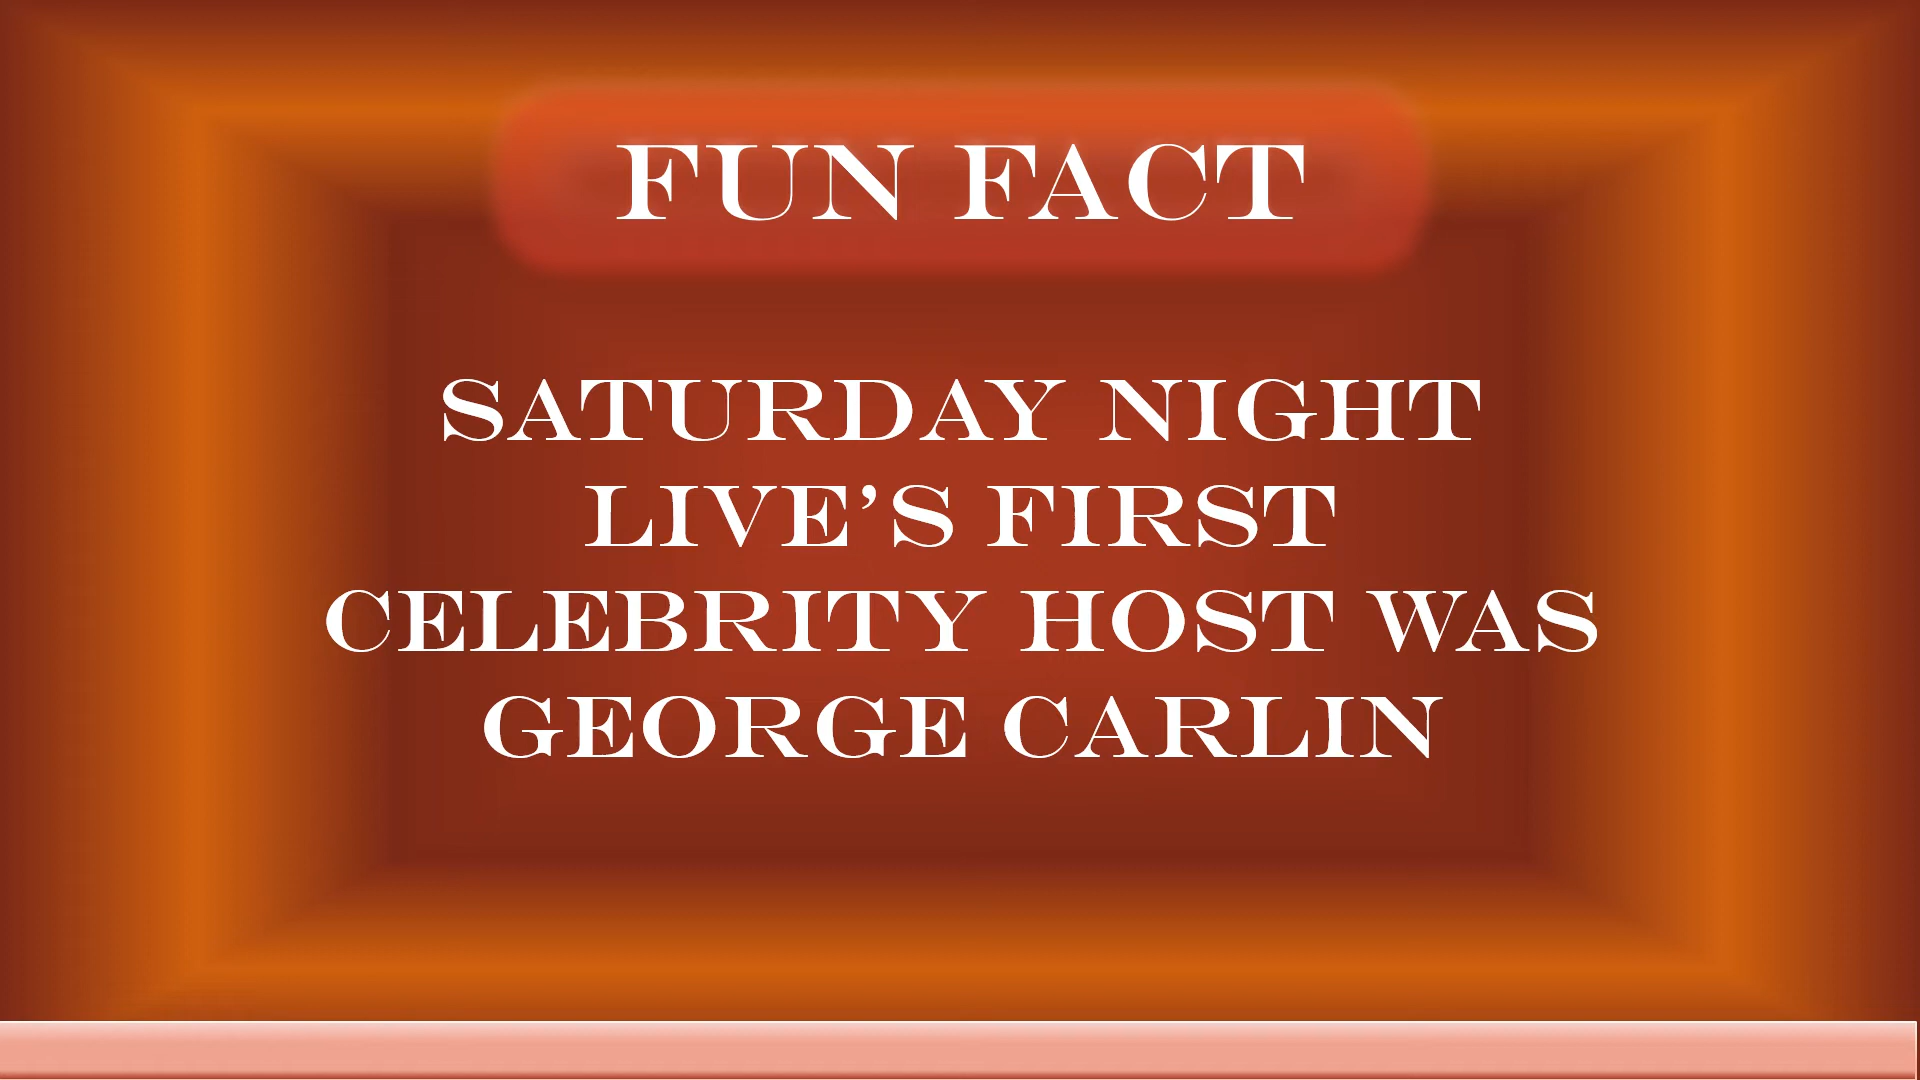 FUN FACT
SATURDAY NIGHT
LIVE’S FIRST
CELEBRITY HOST WAS
GEORGE CARLIN